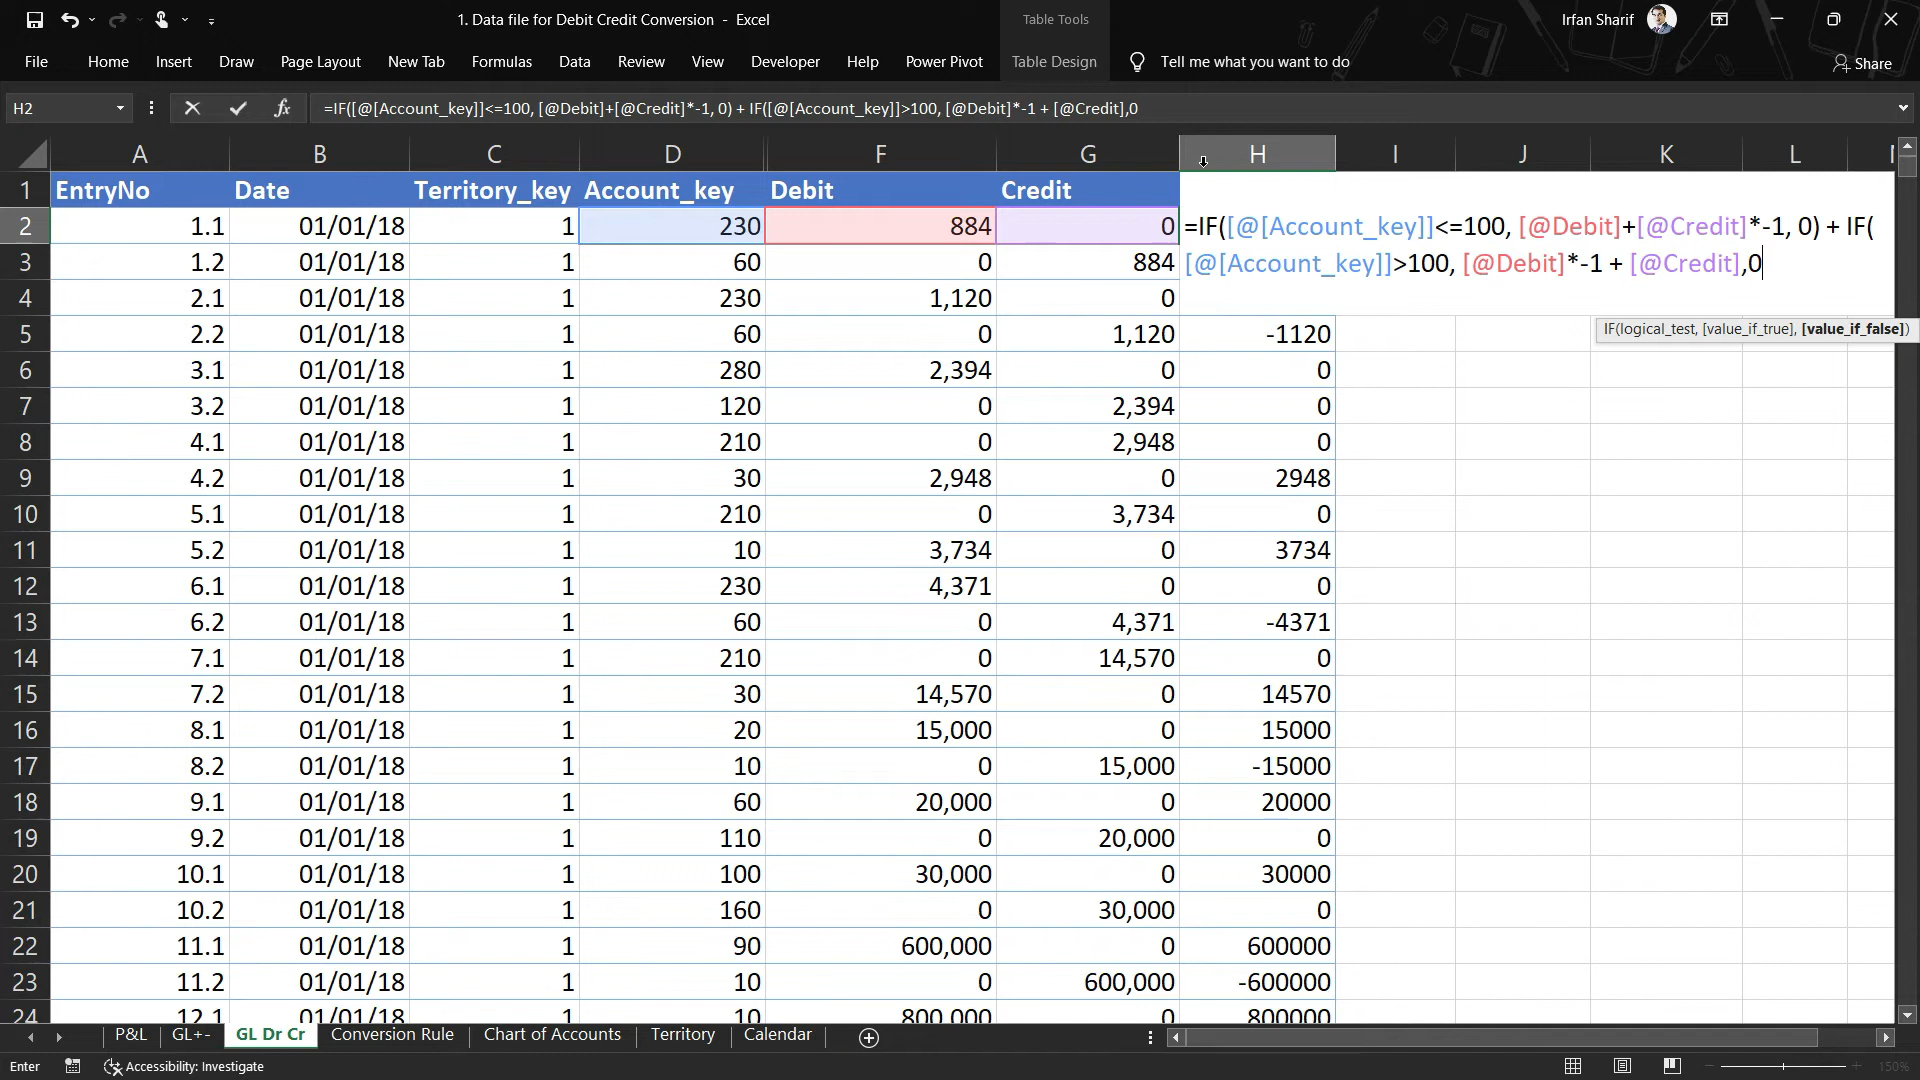 1. Data file for Debit Credit Conversion - Excel
Table Tools
Irfan Sharif
File Home Insert Draw Page Layout New Tab Formulas Data Review View Developer Help Power Pivot Table Design Tell me what you want to do Share
H2 fx =IF([@[Account_key]]<=100, [@Debit]+[@Credit]*-1, 0) + IF([@[Account_key]]>100, [@Debit]*-1 + [@Credit],0
A B C D F G H I J K L
1 EntryNo Date Territory_key Account_key Debit Credit
2 1.1 01/01/18 1 230 884 0 =IF([@[Account_key]]<=100, [@Debit]+[@Credit]*-1, 0) + IF(
3 1.2 01/01/18 1 60 0 884 [@[Account_key]]>100, [@Debit]*-1 + [@Credit],0
4 2.1 01/01/18 1 230 1,120 0
IF(logical_test, [value_if_true], [value_if_false])
5 2.2 01/01/18 1 60 0 1,120 -1120
6 3.1 01/01/18 1 280 2,394 0 0
7 3.2 01/01/18 1 120 0 2,394 0
8 4.1 01/01/18 1 210 0 2,948 0
9 4.2 01/01/18 1 30 2,948 0 2948
10 5.1 01/01/18 1 210 0 3,734 0
11 5.2 01/01/18 1 10 3,734 0 3734
12 6.1 01/01/18 1 230 4,371 0 0
13 6.2 01/01/18 1 60 0 4,371 -4371
14 7.1 01/01/18 1 210 0 14,570 0
15 7.2 01/01/18 1 30 14,570 0 14570
16 8.1 01/01/18 1 20 15,000 0 15000
17 8.2 01/01/18 1 10 0 15,000 -15000
18 9.1 01/01/18 1 60 20,000 0 20000
19 9.2 01/01/18 1 110 0 20,000 0
20 10.1 01/01/18 1 100 30,000 0 30000
21 10.2 01/01/18 1 160 0 30,000 0
22 11.1 01/01/18 1 90 600,000 0 600000
23 11.2 01/01/18 1 10 0 600,000 -600000
24 12.1 01/01/18 1 10 800,000 0 800000
P&L GL+- GL Dr Cr Conversion Rule Chart of Accounts Territory Calendar
Enter Accessibility: Investigate 150%